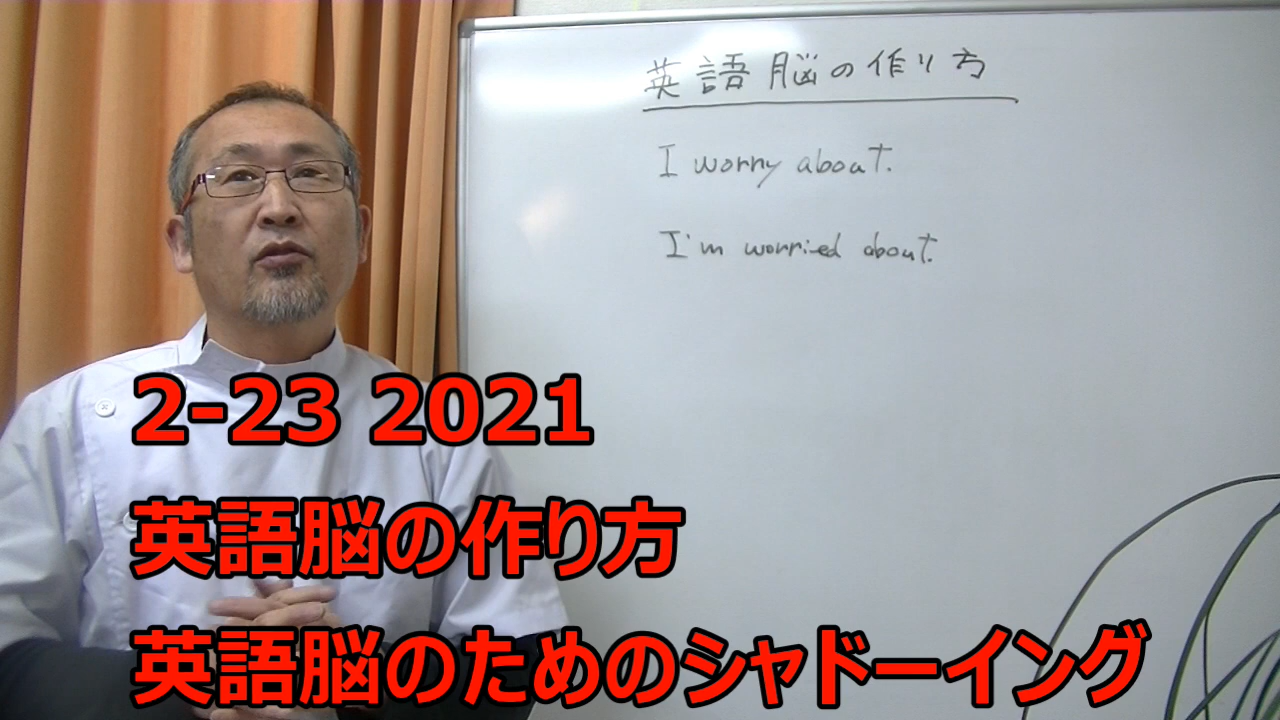 英語脳の作り方
I worry about.
I'm worried about.
2-23 2021
英語脳の作り方
英語脳のためのシャドーイング